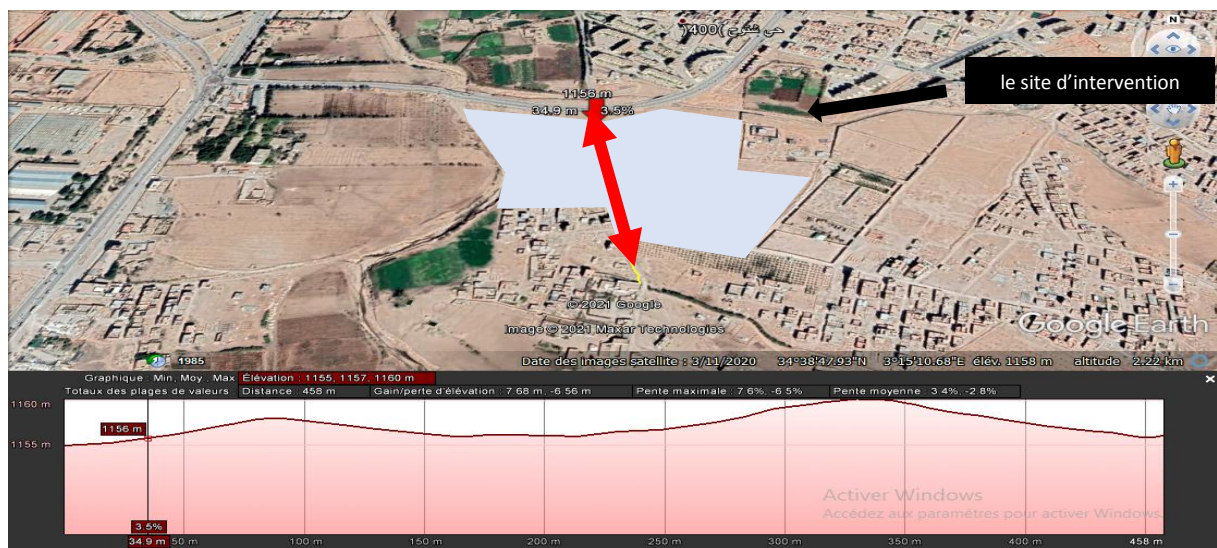 حي شتوح )400(
N
le site d'intervention
1156 m
34.9 m 3.5%
© 2021 Google
Image © 2021 Maxar Technologies
Google Earth
1985
Date des images satellite : 3/11/2020 34°38'47.93"N 3°15'10.68"E élév. 1158 m altitude 2.22 km
Graphique : Min, Moy , Max Élévation : 1155, 1157, 1160 m
Totaux des plages de valeurs : Distance : 458 m Gain/perte d'élévation : 7.68 m, -6.56 m Pente maximale : 7.6%, -6.5% Pente moyenne : 3.4%, -2.8%
1160 m
1156 m
1155 m
Activer Windows
Accédez aux paramètres pour activer Windows.
3.5%
34.9 m 50 m 100 m 150 m 200 m 250 m 300 m 350 m 400 m 458 m